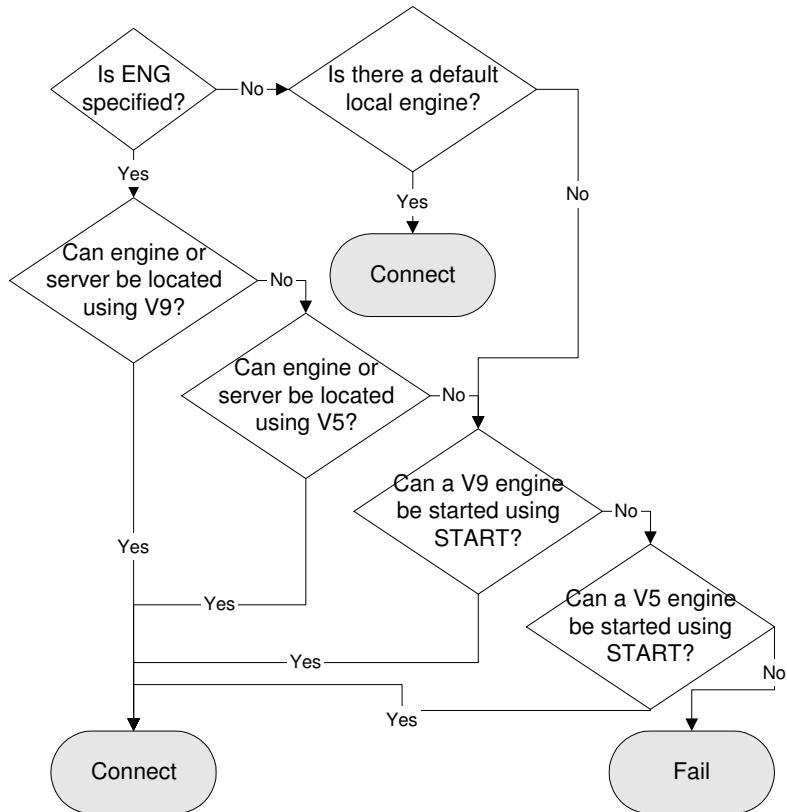 Is ENG
specified?
No
Is there a default
local engine?
Yes
Yes
No
Connect
Can engine or
server be located
using V9?
No
Can engine or
server be located
using V5?
No
Can a V9 engine
be started using
START?
No
Yes
Can a V5 engine
be started using
START?
Yes
Yes
No
Yes
Connect
Fail